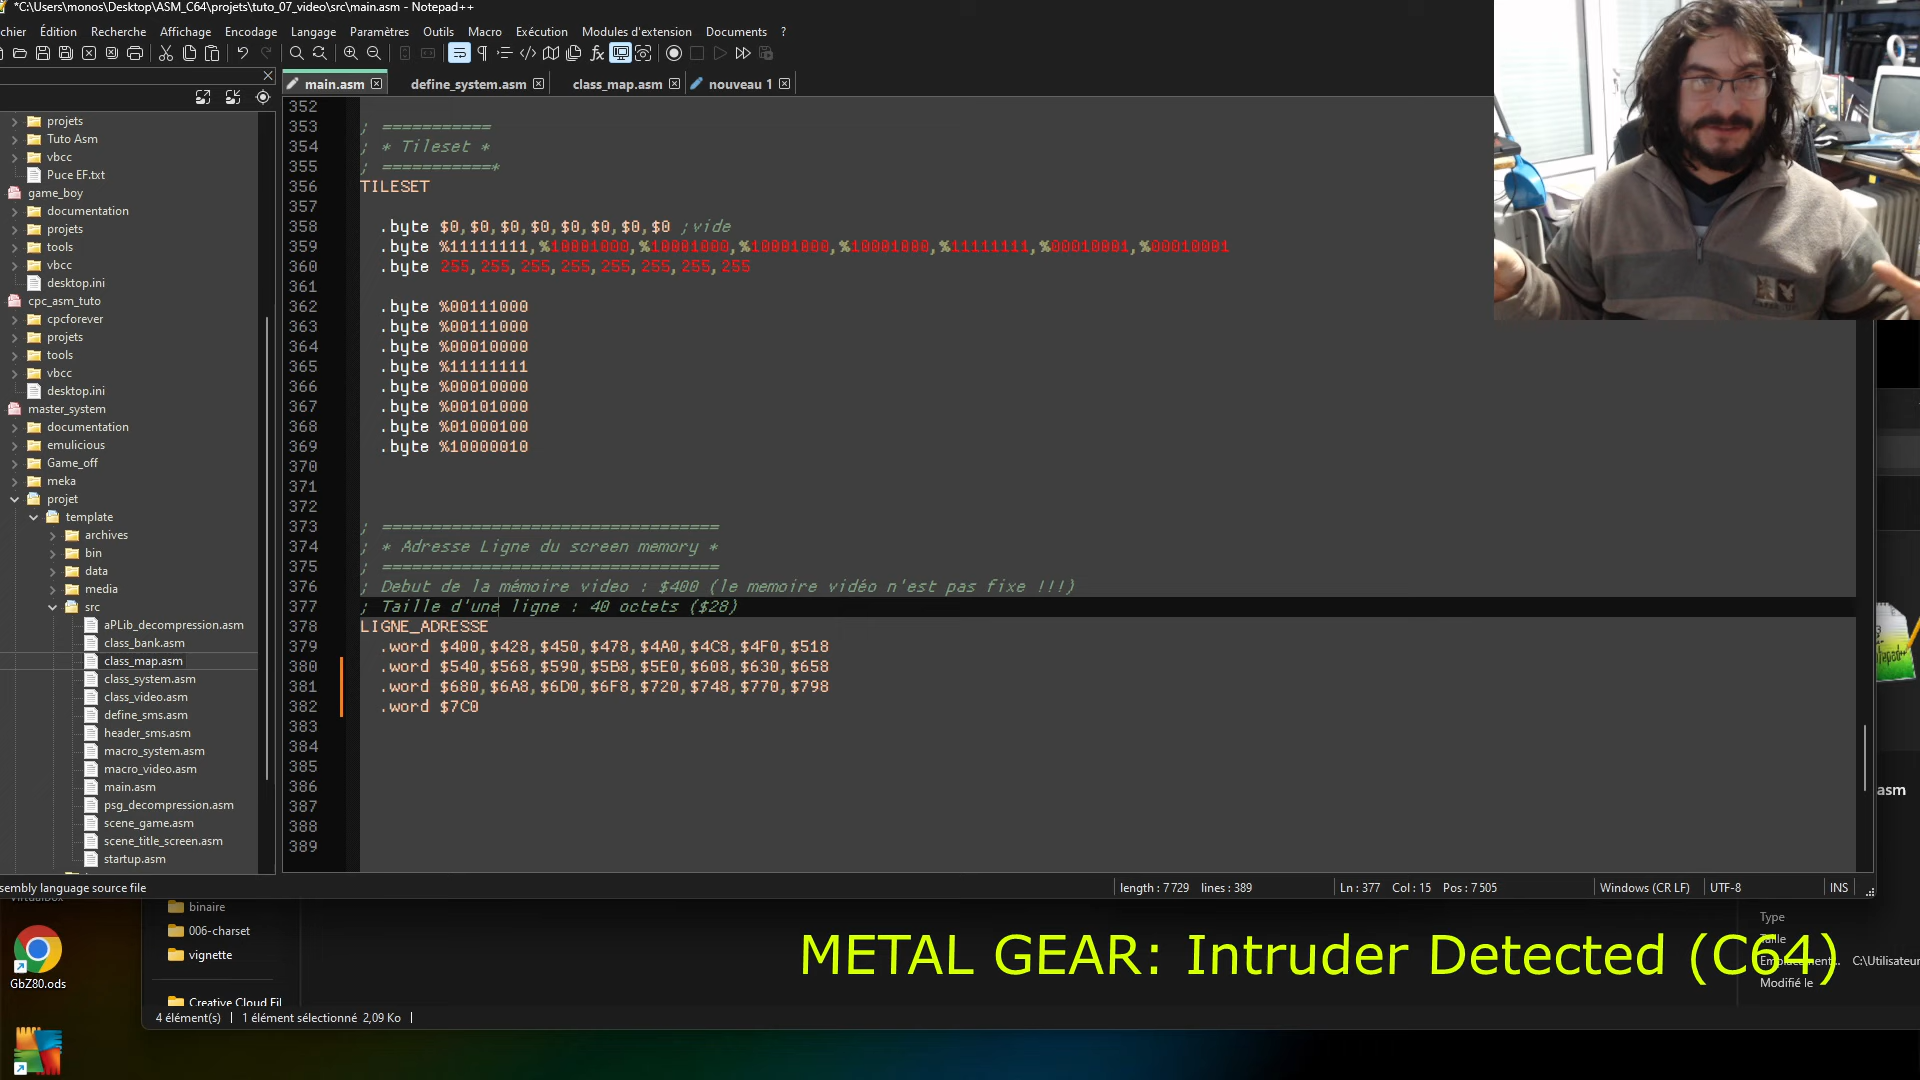 *C:\Users\monos\Desktop\ASM_C64\projets\tuto_07_video\src\main.asm - Notepad++
chier Édition Recherche Affichage Encodage Langage Paramètres Outils Macro Exécution Modules d'extension Documents ?
main.asm define_system.asm class_map.asm nouveau 1
projets
Tuto Asm
vbcc
Puce EF.txt
game_boy
documentation
projets
tools
vbcc
desktop.ini
cpc_asm_tuto
cpcforever
projets
tools
vbcc
desktop.ini
master_system
documentation
emulicious
Game_off
meka
projet
template
archives
bin
data
media
src
aPLib_decompression.asm
class_bank.asm
class_map.asm
class_system.asm
class_video.asm
define_sms.asm
header_sms.asm
macro_system.asm
macro_video.asm
main.asm
psg_decompression.asm
scene_game.asm
scene_title_screen.asm
startup.asm
352
353 ; ===========
354 ; * Tileset *
355 ; ===========*
356 TILESET
357
358 .byte $0,$0,$0,$0,$0,$0,$0,$0 ;vide
359 .byte %11111111,%10001000,%10001000,%10001000,%10001000,%11111111,%00010001,%00010001
360 .byte 255,255,255,255,255,255,255,255
361
362 .byte %00111000
363 .byte %00111000
364 .byte %00010000
365 .byte %11111111
366 .byte %00010000
367 .byte %00101000
368 .byte %01000100
369 .byte %10000010
370
371
372
373 ; ==================================
374 ; * Adresse Ligne du screen memory *
375 ; ==================================
376 ; Debut de la mémoire video : $400 (le memoire vidéo n'est pas fixe !!!)
377 ; Taille d'une ligne : 40 octets ($28)
378 LIGNE_ADRESSE
379 .word $400,$428,$450,$478,$4A0,$4C8,$4F0,$518
380 .word $540,$568,$590,$5B8,$5E0,$608,$630,$658
381 .word $680,$6A8,$6D0,$6F8,$720,$748,$770,$798
382 .word $7C0
383
384
385
386
387
388
389
asm
sembly language source file length : 7 729 lines : 389 Ln : 377 Col : 15 Pos : 7 505 Windows (CR LF) UTF-8 INS
binaire
006-charset
vignette
Creative Cloud Fil
4 élément(s) 1 élément sélectionné 2,09 Ko
GbZ80.ods
Type
Taille
Emplacement... C:\Utilisateur
Modifié le
METAL GEAR: Intruder Detected (C64)